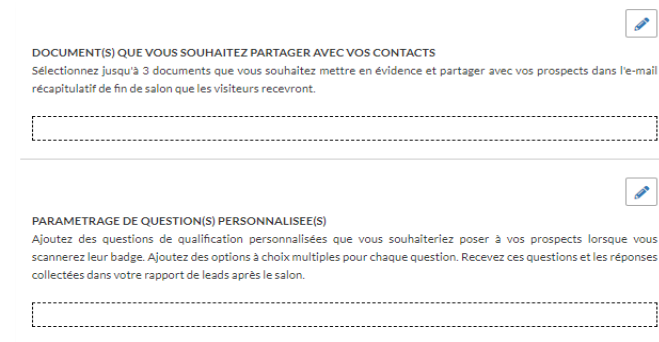 DOCUMENT(S) QUE VOUS SOUHAITEZ PARTAGER AVEC VOS CONTACTS
Sélectionnez jusqu'à 3 documents que vous souhaitez mettre en évidence et partager avec vos prospects dans l'e-mail
récapitulatif de fin de salon que les visiteurs recevront.
PARAMETRAGE DE QUESTION(S) PERSONNALISEE(S)
Ajoutez des questions de qualification personnalisées que vous souhaiteriez poser à vos prospects lorsque vous
scannerez leur badge. Ajoutez des options à choix multiples pour chaque question. Recevez ces questions et les réponses
collectées dans votre rapport de leads après le salon.